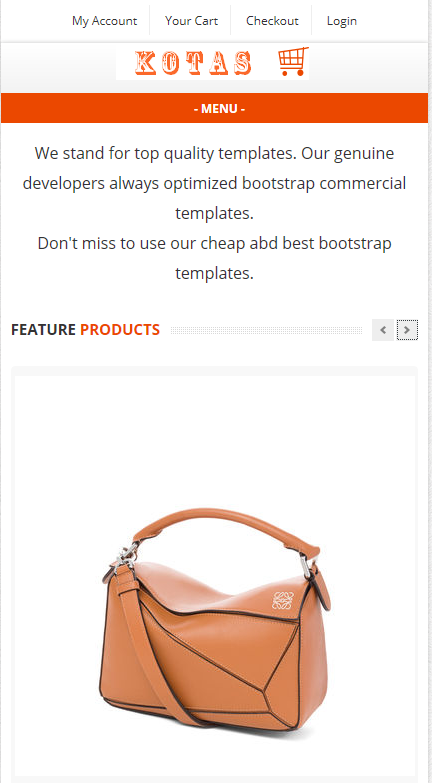 My Account Your Cart Checkout Login
KOTAS
- MENU -
We stand for top quality templates. Our genuine
developers always optimized bootstrap commercial
templates.
Don't miss to use our cheap abd best bootstrap
templates.
FEATURE PRODUCTS